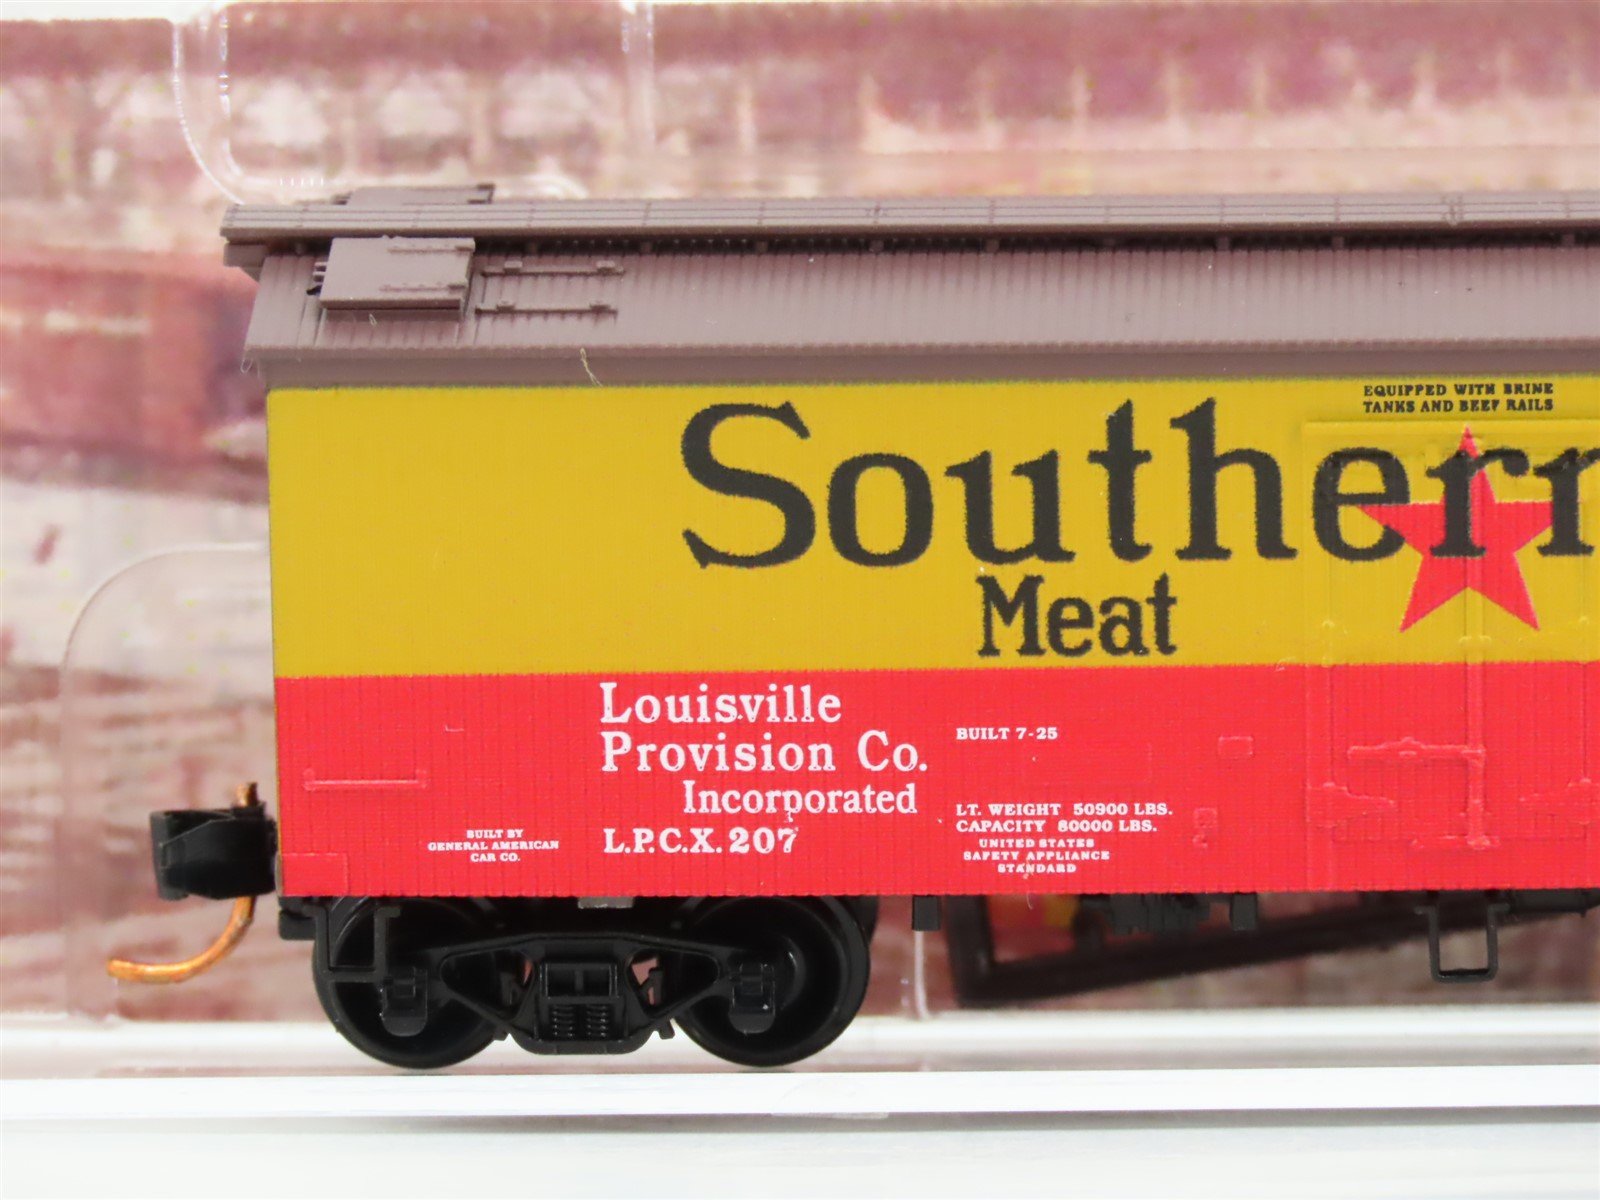 EQUIPPED WITH BRINE
TANKS AND BEEF RAILS
Southern
Meat
Louisville
Provision Co.
Incorporated
L.P.C.X. 207
BUILT BY
GENERAL AMERICAN
CAR CO.
BUILT 7-25
LT. WEIGHT 50900 LBS.
CAPACITY 80000 LBS.
UNITED STATES
SAFETY APPLIANCE
STANDARD